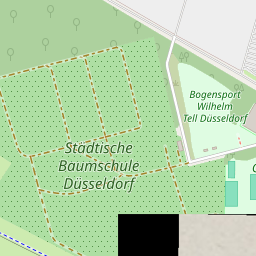 Bogensport
Wilhelm
Tell Düsseldorf
Städtische
Baumschule
Düsseldorf